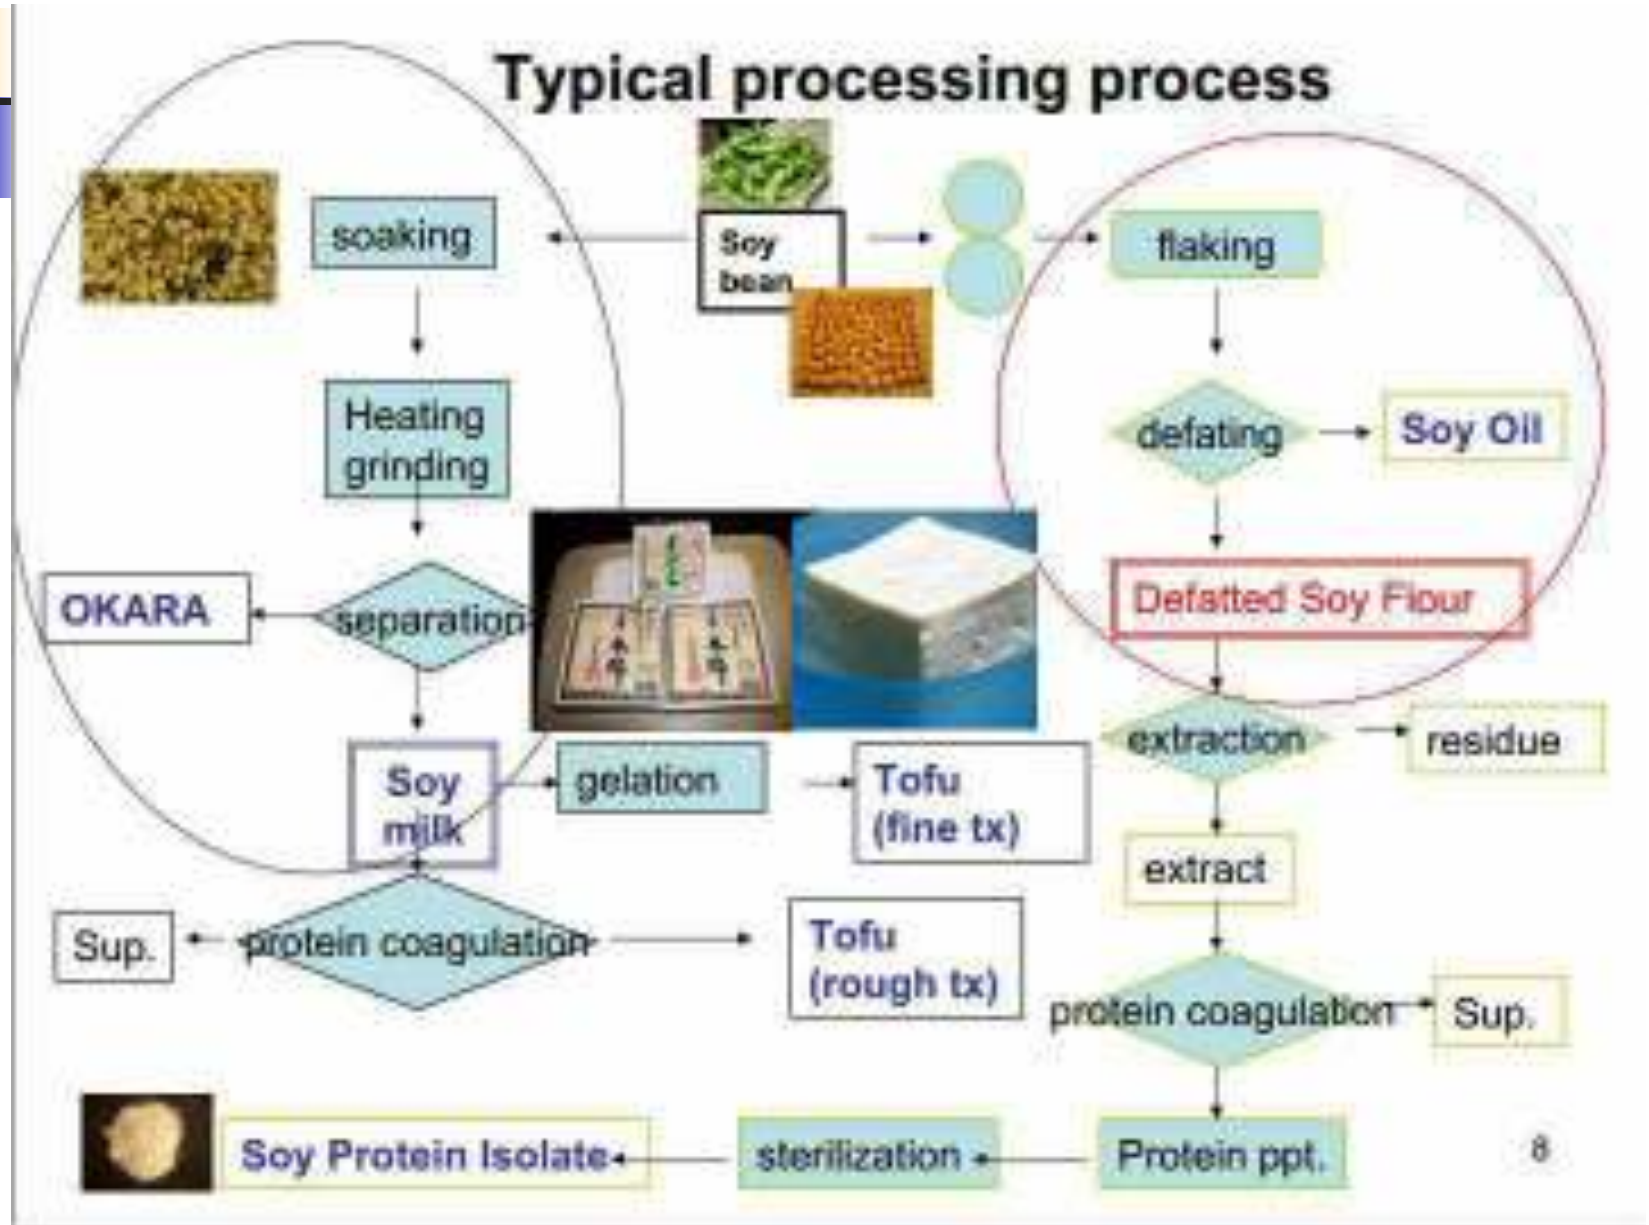 Typical processing process
soaking
Soy
bean
flaking
Heating
grinding
defating
Soy Oil
OKARA
separation
Defatted Soy Flour
Soy
milk
gelation
Tofu
(fine tx)
extraction
residue
extract
Sup.
protein coagulation
Tofu
(rough tx)
protein coagulation
Sup.
Soy Protein Isolate
sterilization
Protein ppt.
8